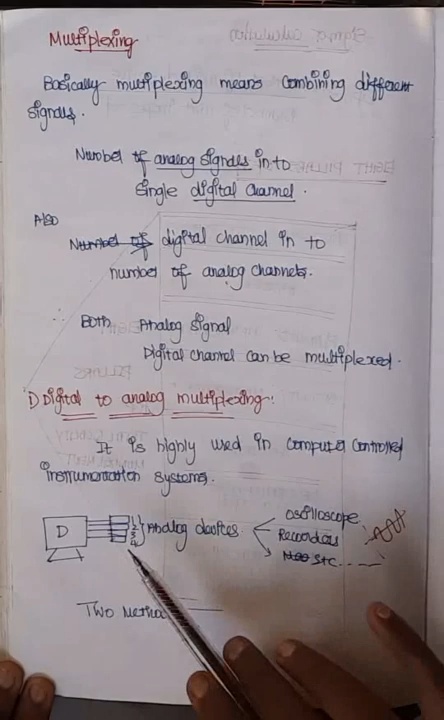 Multiplexing
Basically multiplexing means Combining different
signals.
Number of analog signals in to
single digital channel.
Also
Number of digital channel in to
number of analog channels.
Both Analog signal
Digital channel can be multiplexed.
1) Digital to analog multiplexing:
It is highly used in computer Controlled
instrumentation systems.
D 1 2 3 4 } Analog devices
oscilloscope
Recorders
etc....
Two Metho